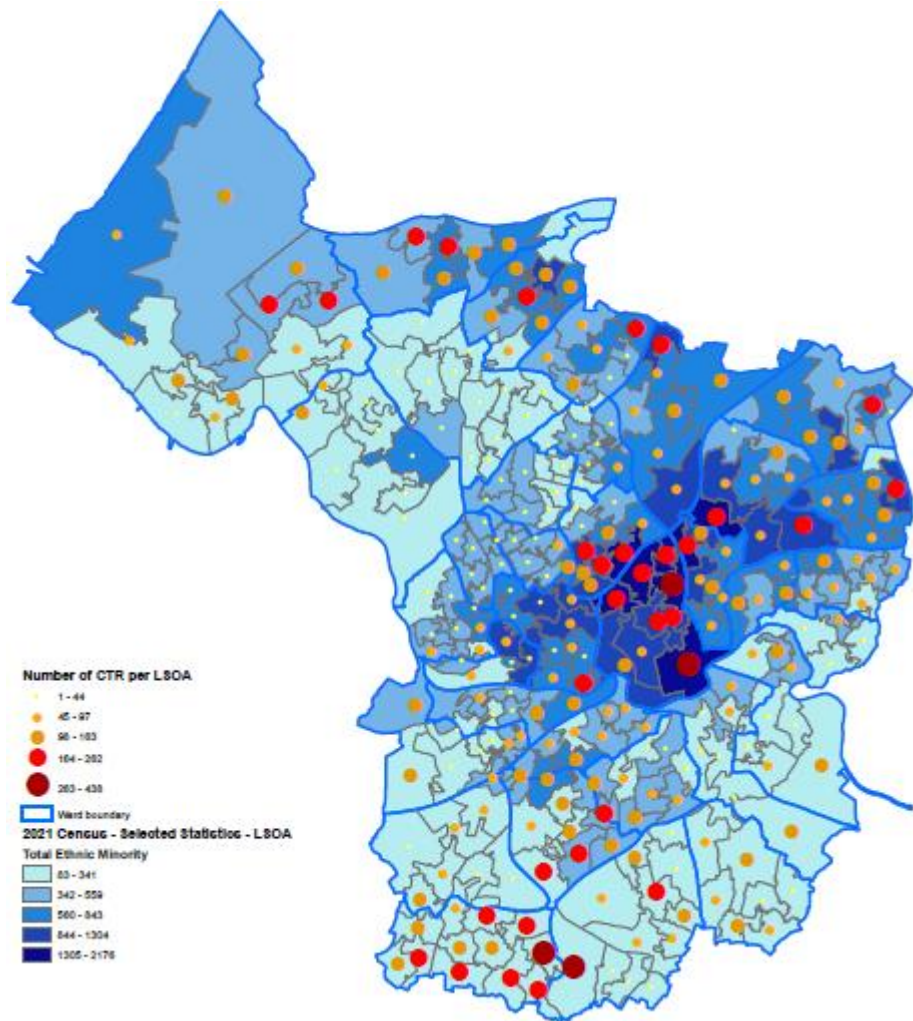 Number of CTR per LSOA
1 - 44
45 - 97
98 - 163
164 - 262
263 - 438
Ward boundary
2021 Census - Selected Statistics - LSOA
Total Ethnic Minority
83 - 341
342 - 559
560 - 843
844 - 1304
1305 - 2176